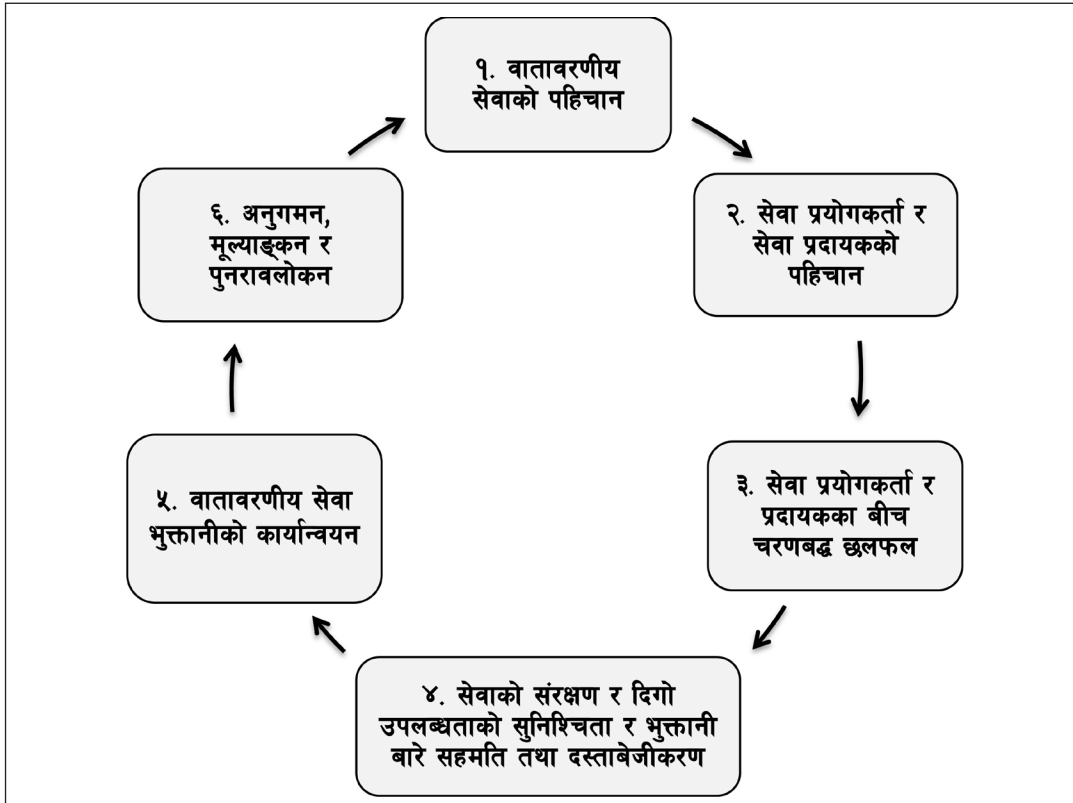 १. वातावरणीय
सेवाको पहिचान
२. सेवा प्रयोगकर्ता र
सेवा प्रदायकको
पहिचान
३. सेवा प्रयोगकर्ता र
प्रदायकका बीच
चरणबद्ध छलफल
४. सेवाको संरक्षण र दिगो
उपलब्धताको सुनिश्चिता र भुक्तानी
बारे सहमति तथा दस्ताबेजीकरण
५. वातावरणीय सेवा
भुक्तानीको कार्यान्वयन
६. अनुगमन,
मूल्याङ्कन र
पुनरावलोकन